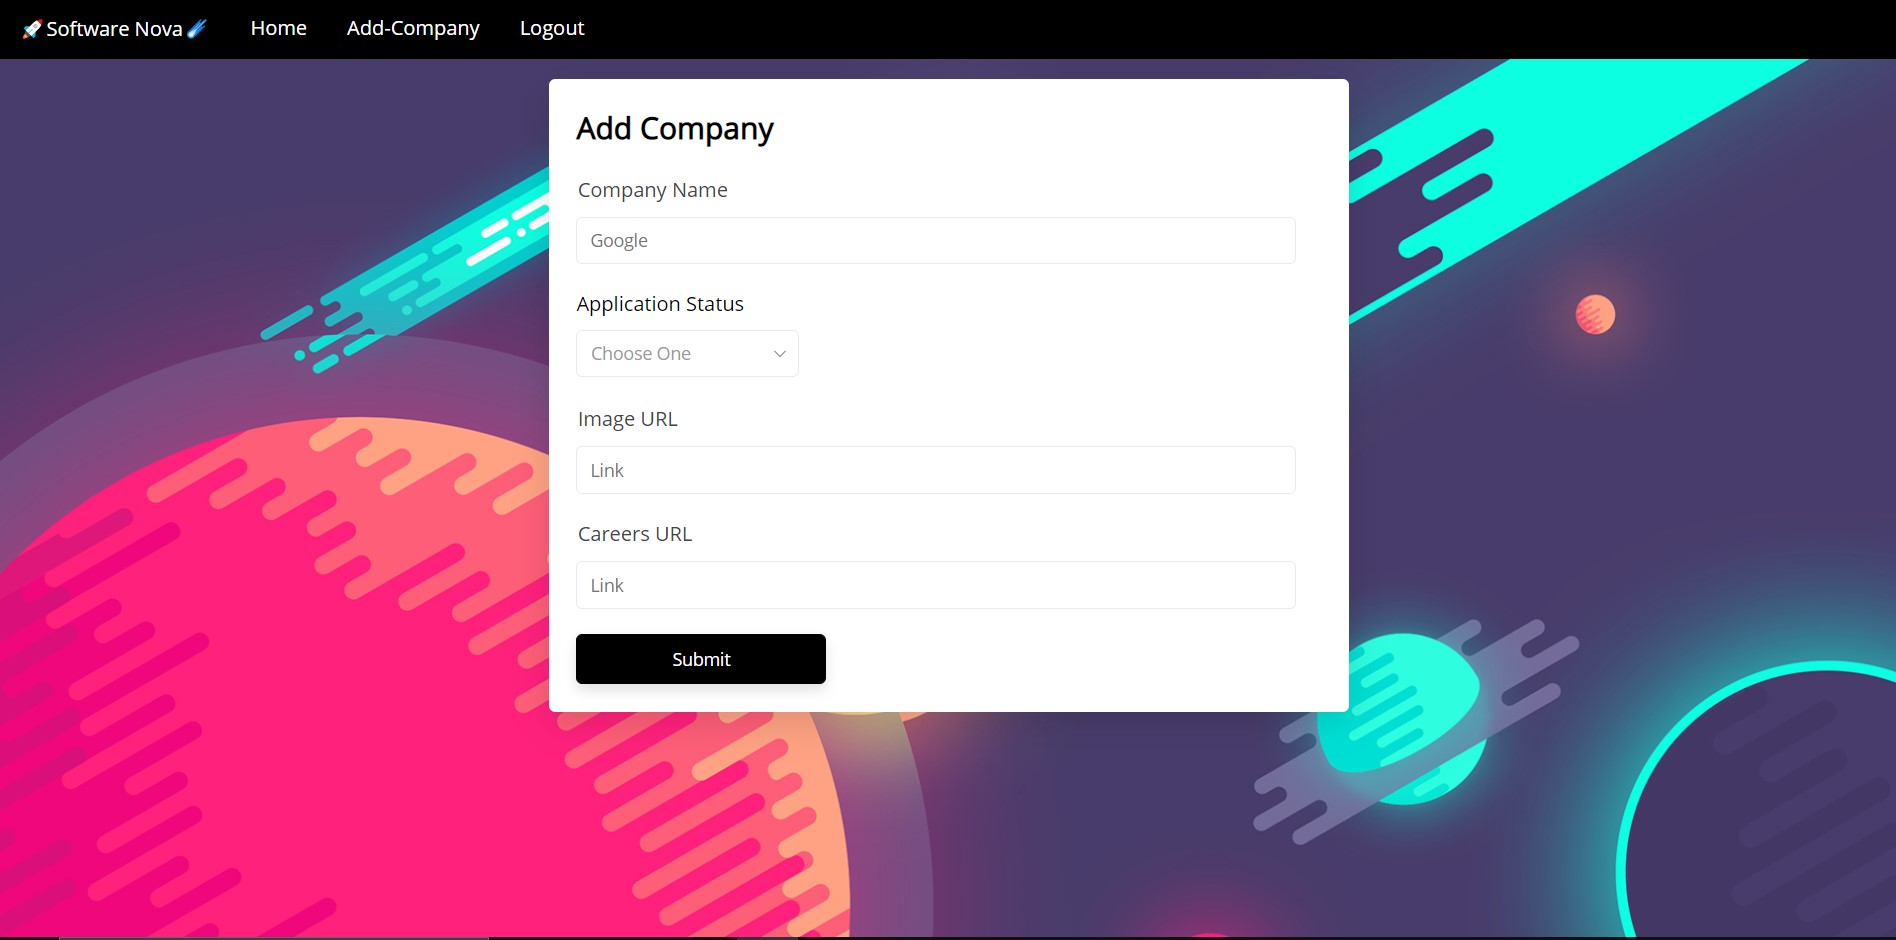 🚀Software Nova☄️ Home Add-Company Logout
Add Company
Company Name
Google
Application Status
Choose One
Image URL
Link
Careers URL
Link
Submit